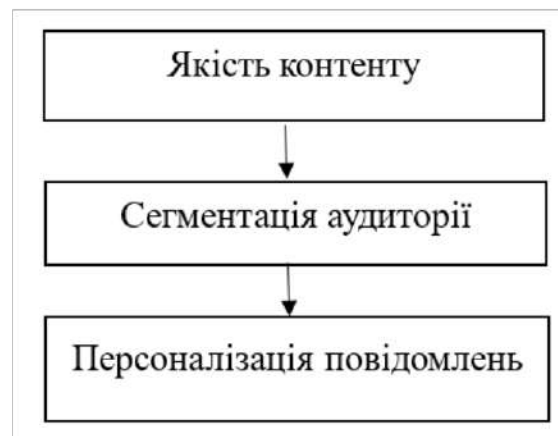 Якість контенту
Сегментація аудиторії
Персоналізація повідомлень